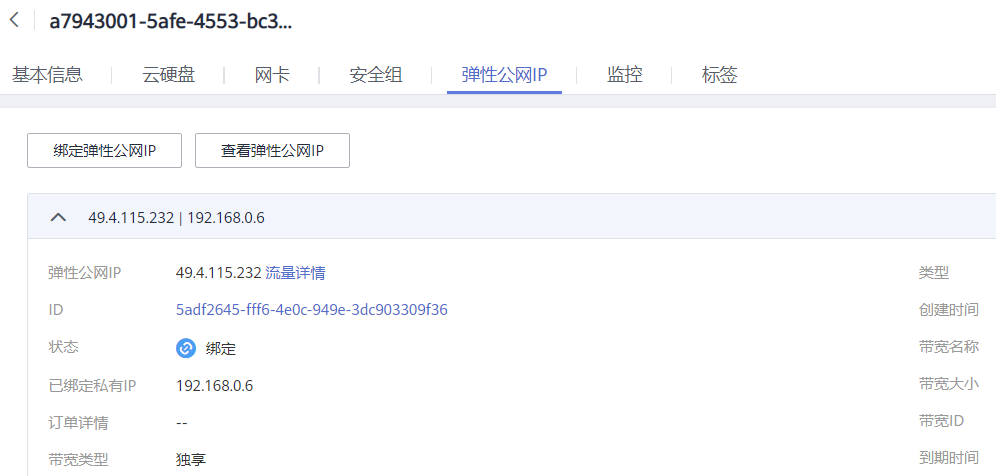 a7943001-5afe-4553-bc3...
基本信息 云硬盘 网卡 安全组 弹性公网IP 监控 标签
绑定弹性公网IP 查看弹性公网IP
49.4.115.232 | 192.168.0.6
弹性公网IP 49.4.115.232 流量详情 类型
ID 5adf2645-fff6-4e0c-949e-3dc903309f36 创建时间
状态 绑定 带宽名称
已绑定私有IP 192.168.0.6 带宽大小
订单详情 -- 带宽ID
带宽类型 独享 到期时间